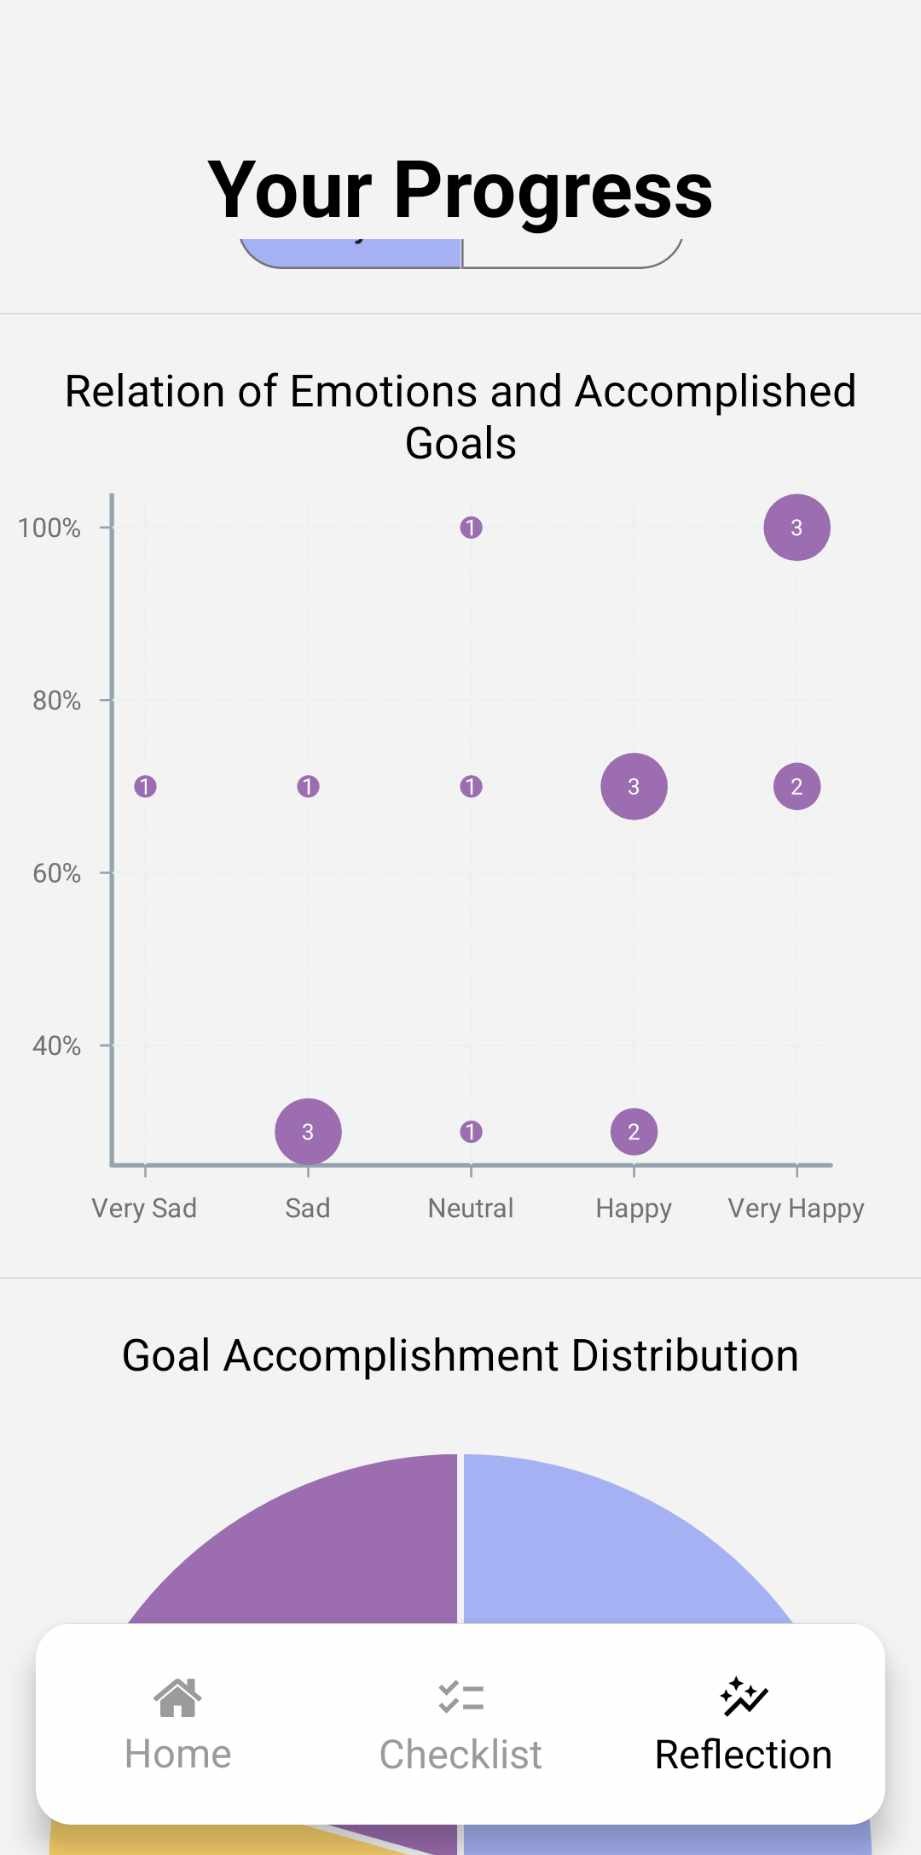 Your Progress
Relation of Emotions and Accomplished
Goals
100%
1
3
80%
1
1
1
3
2
60%
40%
3
1
2
Very Sad
Sad
Neutral
Happy
Very Happy
Goal Accomplishment Distribution
Home
Checklist
Reflection